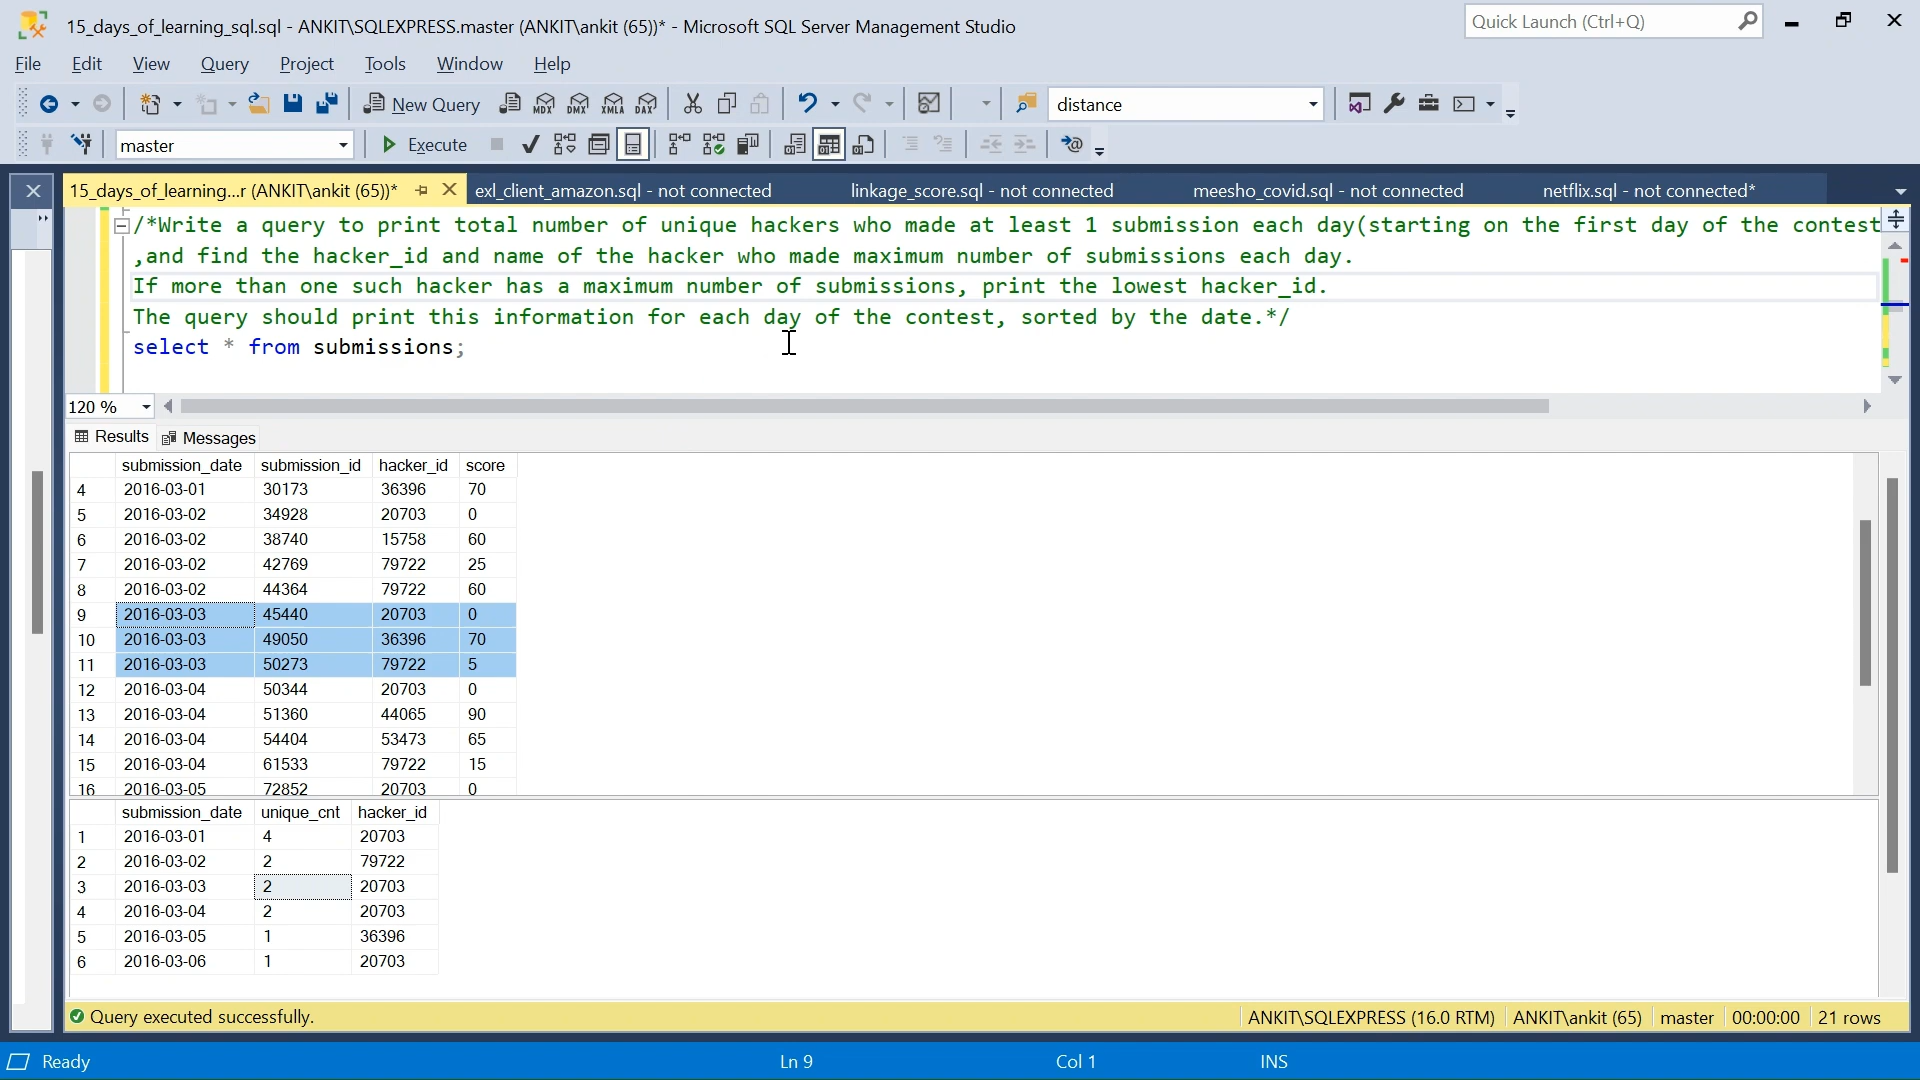 15_days_of_learning_sql.sql - ANKIT\SQLEXPRESS.master (ANKIT\ankit (65))* - Microsoft SQL Server Management Studio
Quick Launch (Ctrl+Q)
File Edit View Query Project Tools Window Help
New Query MDX DMX XMLA DAX distance
master Execute
15_days_of_learning...r (ANKIT\ankit (65))* exl_client_amazon.sql - not connected linkage_score.sql - not connected meesho_covid.sql - not connected netflix.sql - not connected*
/*Write a query to print total number of unique hackers who made at least 1 submission each day(starting on the first day of the contest
,and find the hacker_id and name of the hacker who made maximum number of submissions each day.
If more than one such hacker has a maximum number of submissions, print the lowest hacker_id.
The query should print this information for each day of the contest, sorted by the date.*/
select * from submissions;
120 %
Results Messages
submission_date submission_id hacker_id score
4 2016-03-01 30173 36396 70
5 2016-03-02 34928 20703 0
6 2016-03-02 38740 15758 60
7 2016-03-02 42769 79722 25
8 2016-03-02 44364 79722 60
9 2016-03-03 45440 20703 0
10 2016-03-03 49050 36396 70
11 2016-03-03 50273 79722 5
12 2016-03-04 50344 20703 0
13 2016-03-04 51360 44065 90
14 2016-03-04 54404 53473 65
15 2016-03-04 61533 79722 15
16 2016-03-05 72852 20703 0
submission_date unique_cnt hacker_id
1 2016-03-01 4 20703
2 2016-03-02 2 79722
3 2016-03-03 2 20703
4 2016-03-04 2 20703
5 2016-03-05 1 36396
6 2016-03-06 1 20703
Query executed successfully. ANKIT\SQLEXPRESS (16.0 RTM) ANKIT\ankit (65) master 00:00:00 21 rows
Ready Ln 9 Col 1 INS